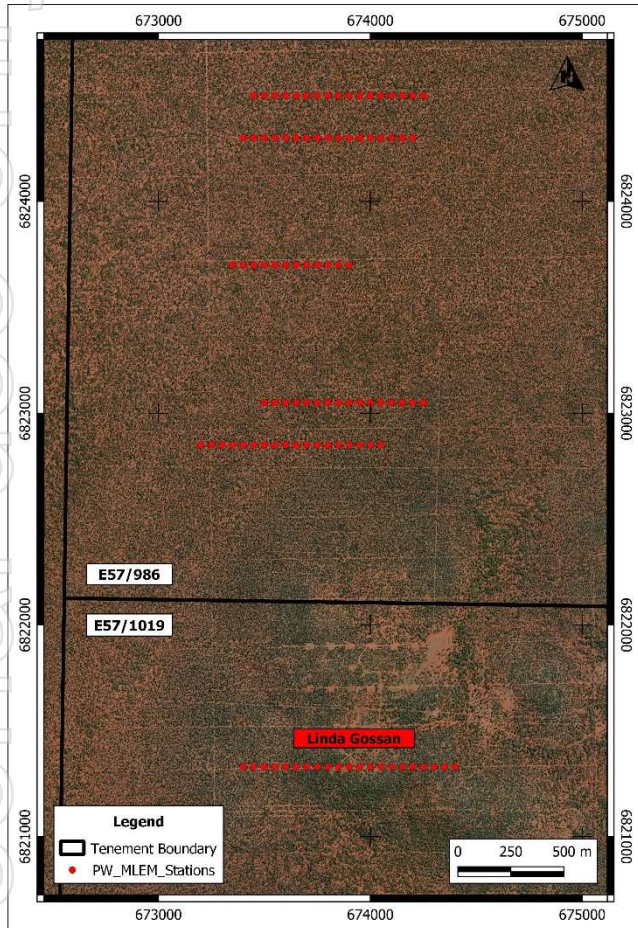 673000 674000 675000
N
6824000 6824000
6823000 6823000
E57/986
6822000 6822000
E57/1019
Linda Gossan
6821000 6821000
Legend
Tenement Boundary
PW_MLEM_Stations
0 250 500 m
673000 674000 675000